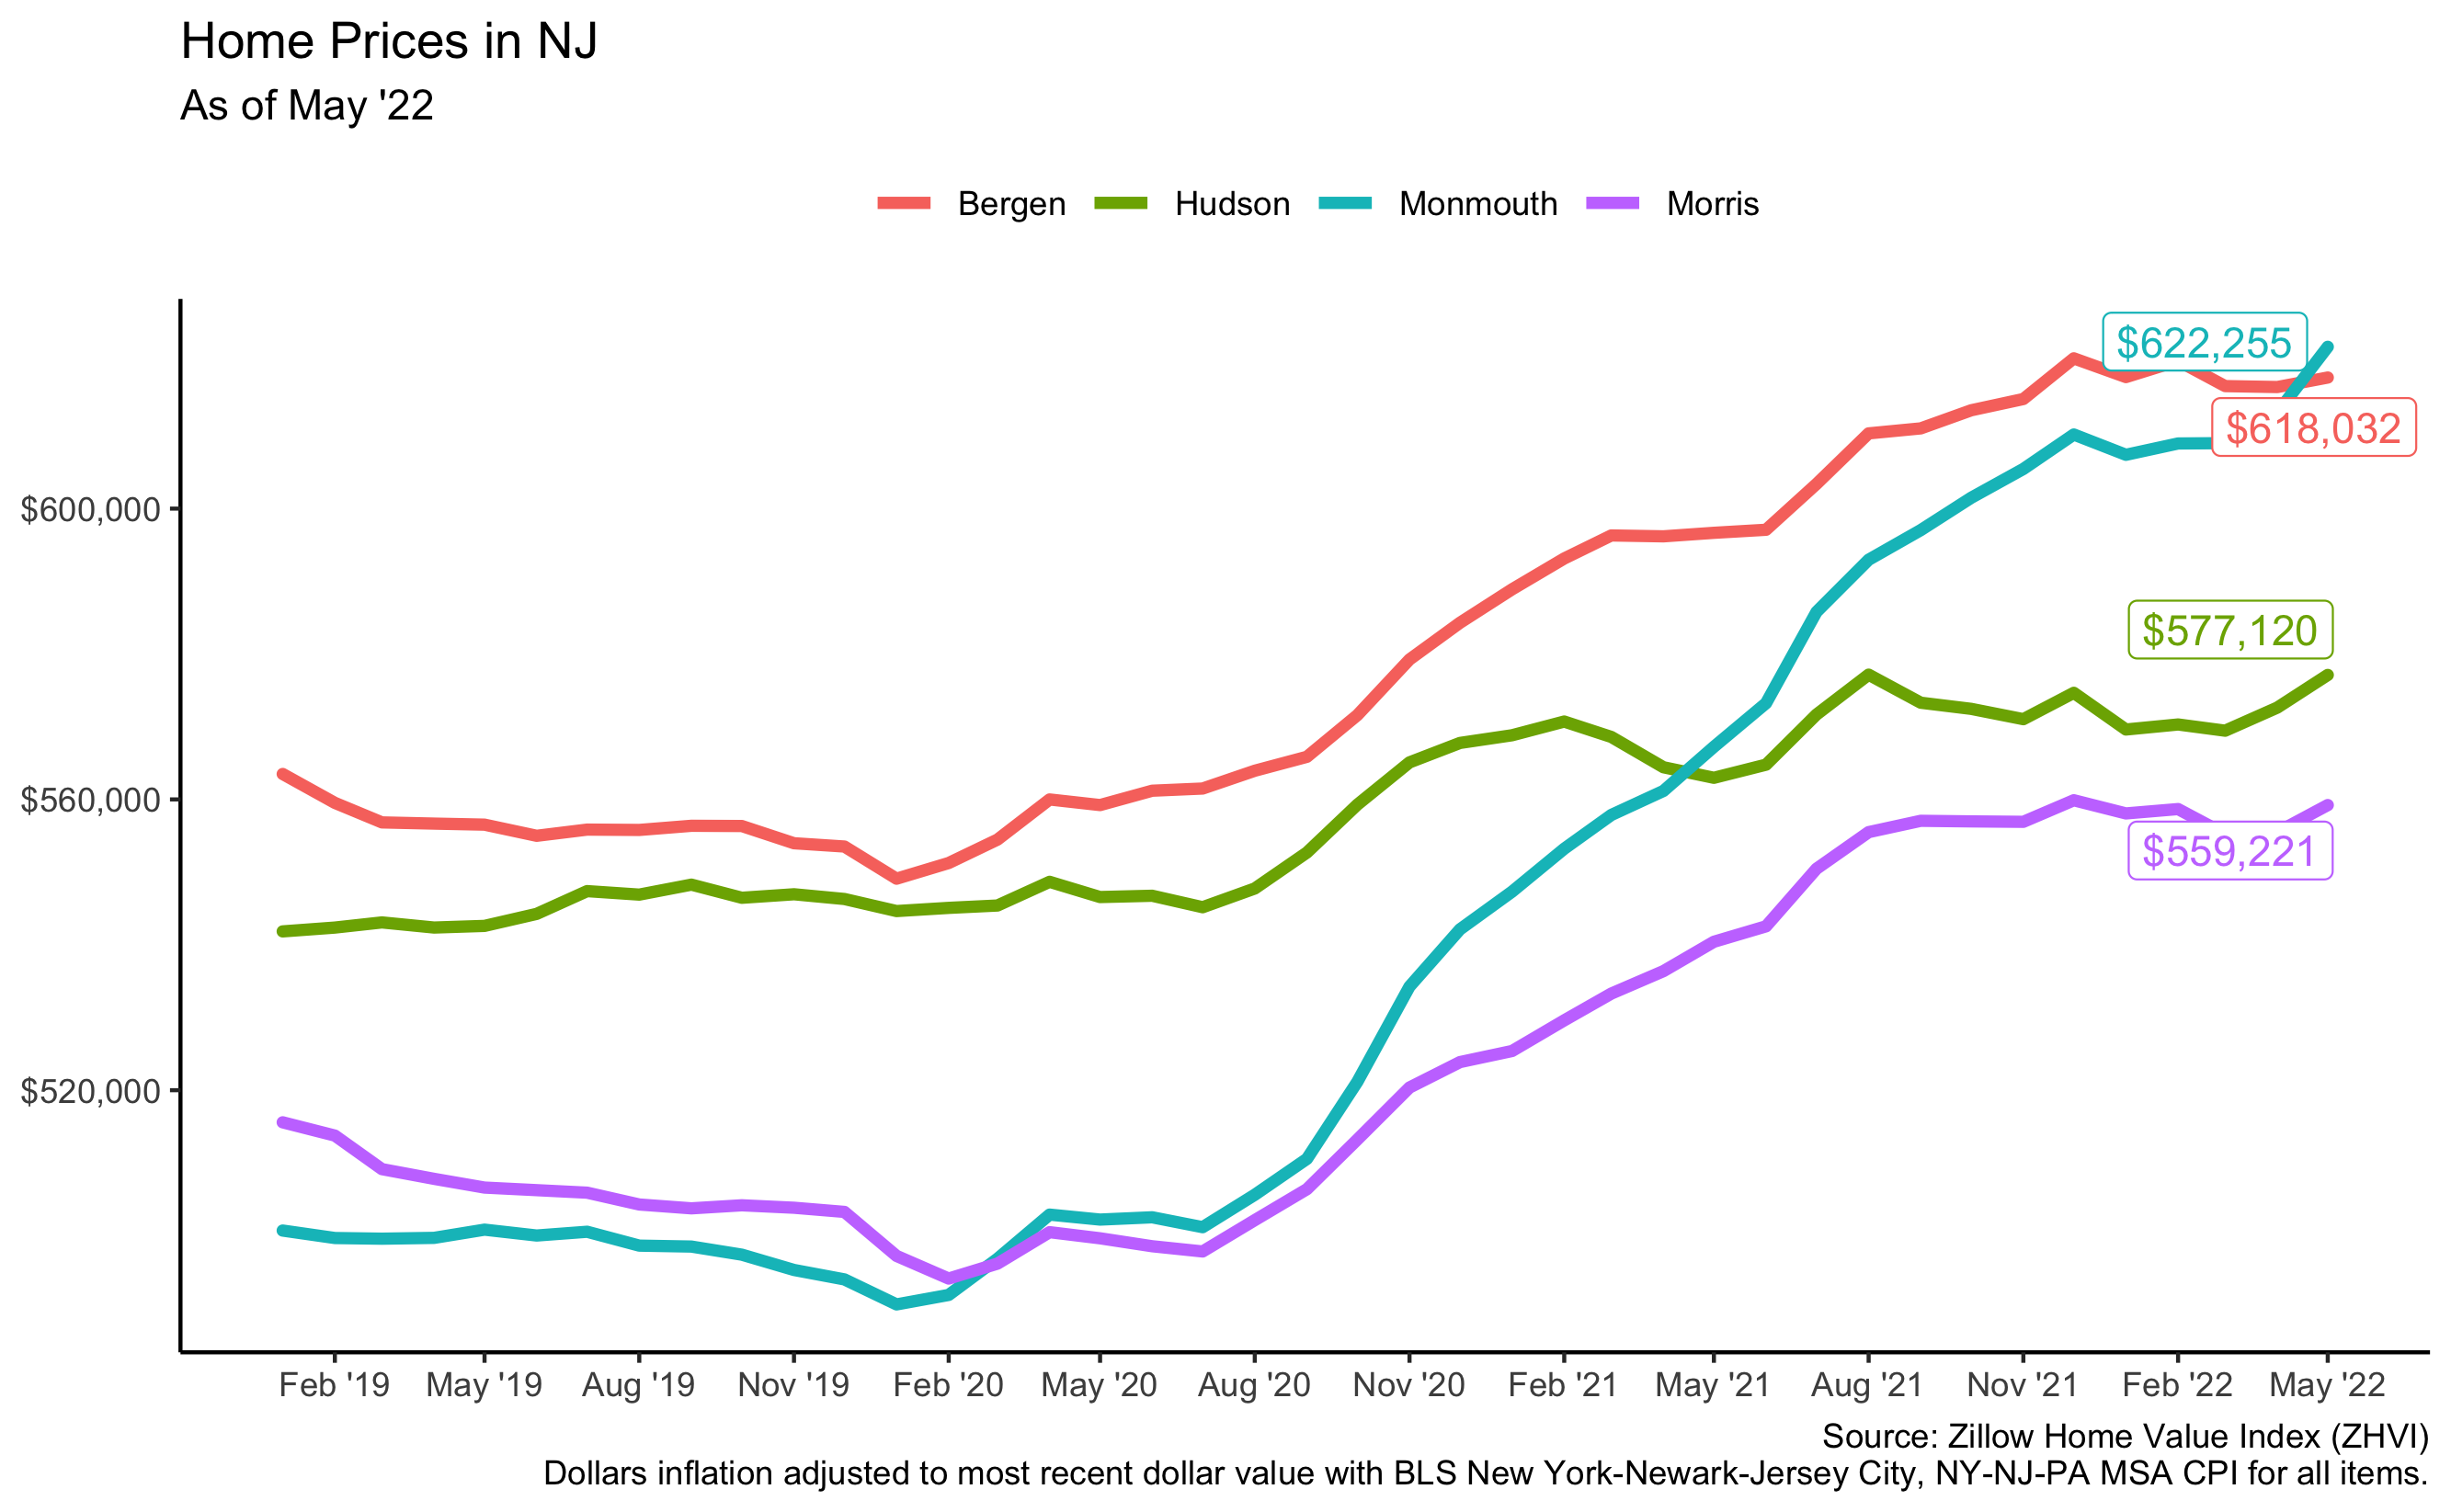 Home Prices in NJ
As of May '22
Bergen Hudson Monmouth Morris
$622,255
$618,032
$600,000
$577,120
$560,000
$559,221
$520,000
Feb '19 May '19 Aug '19 Nov '19 Feb '20 May '20 Aug '20 Nov '20 Feb '21 May '21 Aug '21 Nov '21 Feb '22 May '22
Source: Zillow Home Value Index (ZHVI)
Dollars inflation adjusted to most recent dollar value with BLS New York-Newark-Jersey City, NY-NJ-PA MSA CPI for all items.